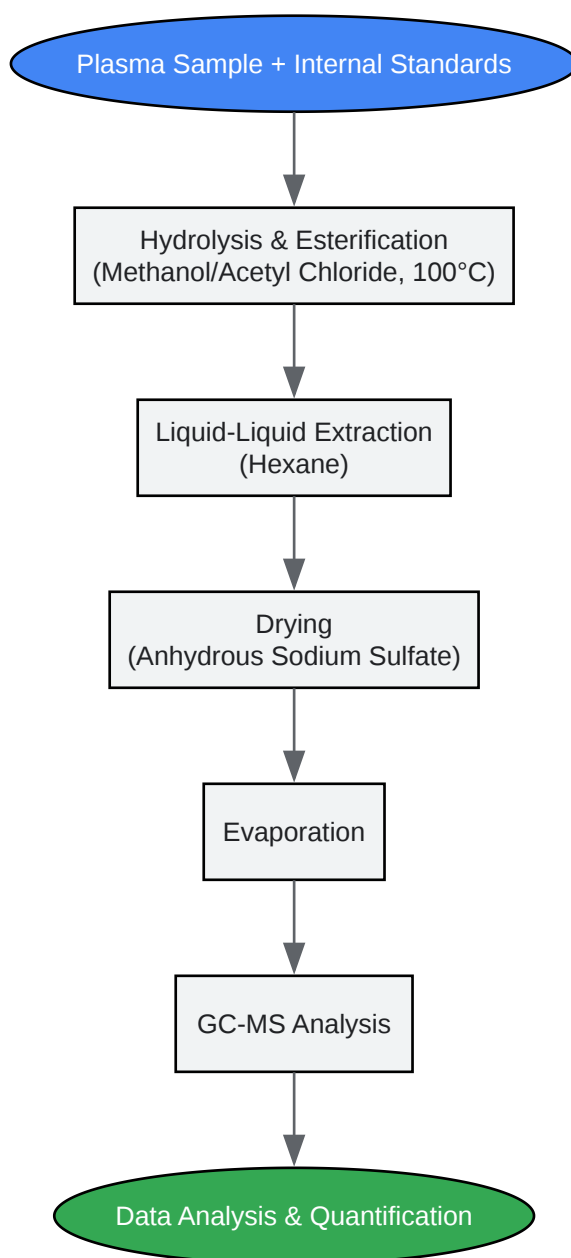 Plasma Sample + Internal Standards
Hydrolysis & Esterification
(Methanol/Acetyl Chloride, 100°C)
Liquid-Liquid Extraction
(Hexane)
Drying
(Anhydrous Sodium Sulfate)
Evaporation
GC-MS Analysis
Data Analysis & Quantification